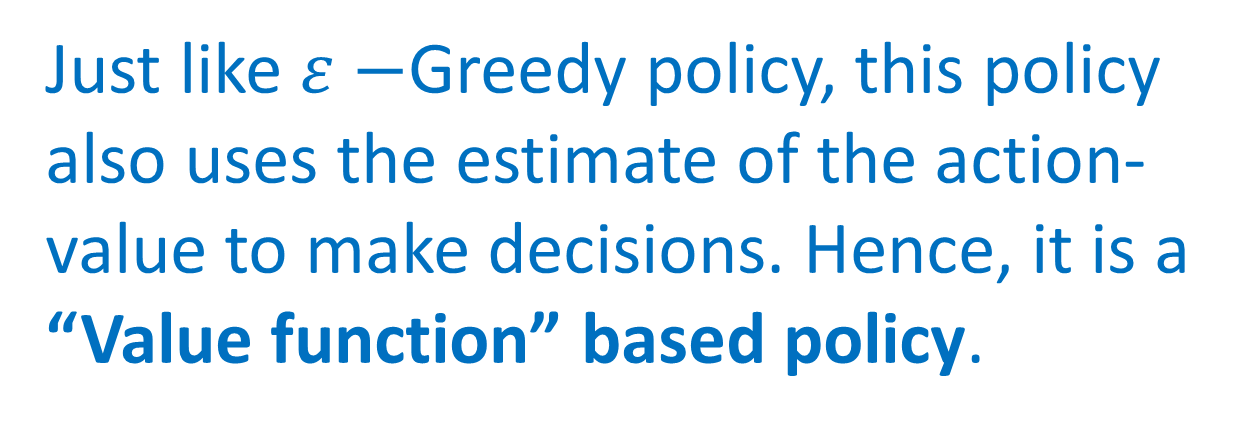 Just like 𝜀 −Greedy policy, this policy
also uses the estimate of the action-
value to make decisions. Hence, it is a
“Value function” based policy.